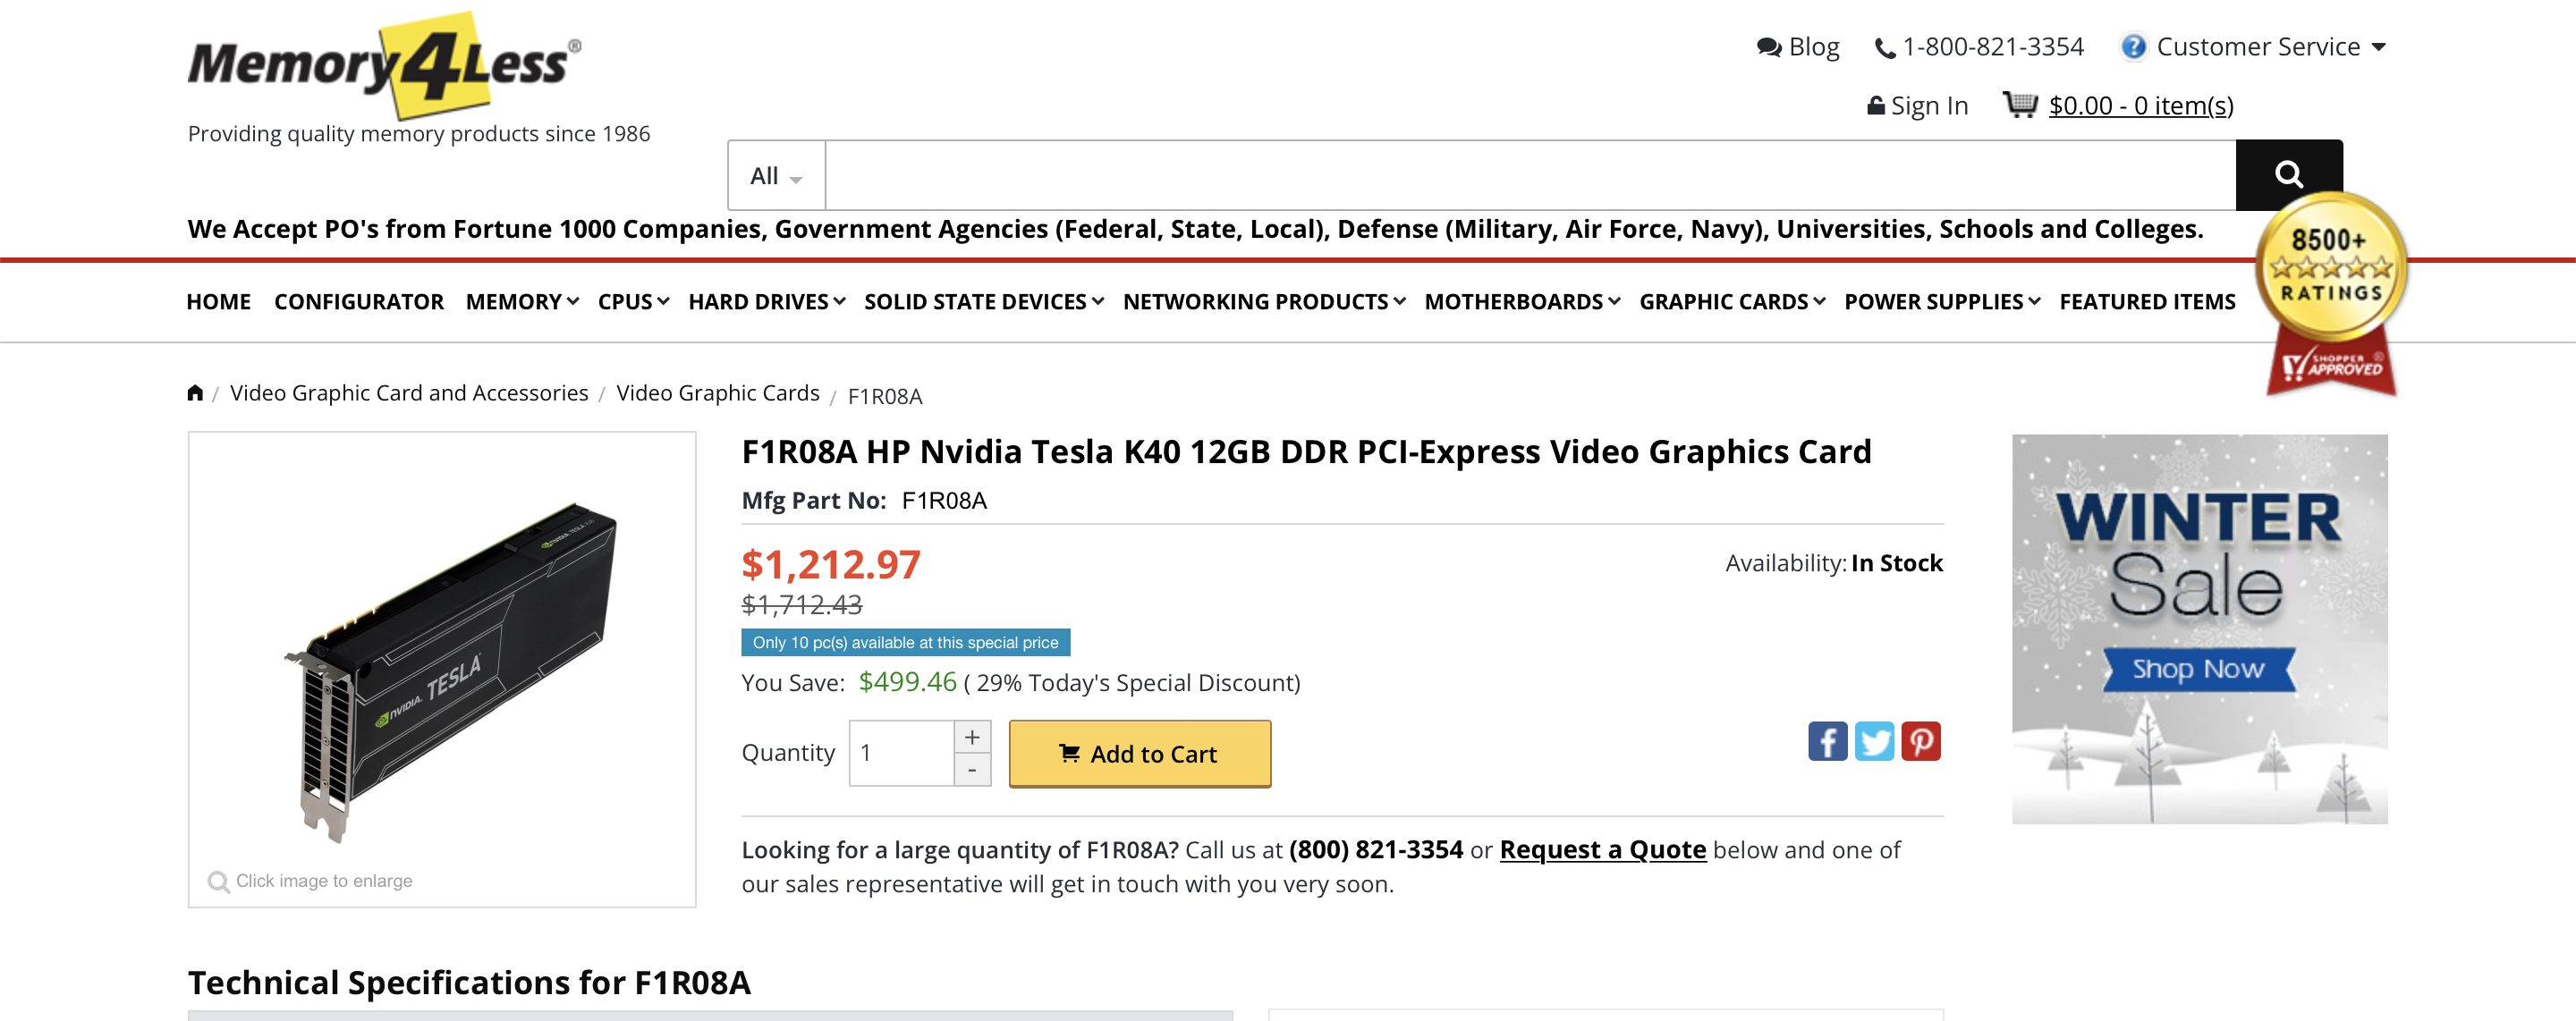 Memory4Less®
Providing quality memory products since 1986
Blog 1-800-821-3354 Customer Service
Sign In $0.00 - 0 item(s)
All
We Accept PO's from Fortune 1000 Companies, Government Agencies (Federal, State, Local), Defense (Military, Air Force, Navy), Universities, Schools and Colleges.
8500+
RATINGS
SHOPPER
APPROVED®
HOME CONFIGURATOR MEMORY CPUS HARD DRIVES SOLID STATE DEVICES NETWORKING PRODUCTS MOTHERBOARDS GRAPHIC CARDS POWER SUPPLIES FEATURED ITEMS
/ Video Graphic Card and Accessories / Video Graphic Cards / F1R08A
NVIDIA TESLA
NVIDIA. TESLA
Click image to enlarge
F1R08A HP Nvidia Tesla K40 12GB DDR PCI-Express Video Graphics Card
Mfg Part No: F1R08A
$1,212.97
Availability: In Stock
$1,712.43
Only 10 pc(s) available at this special price
You Save: $499.46 ( 29% Today's Special Discount)
Quantity 1 + - Add to Cart
Looking for a large quantity of F1R08A? Call us at (800) 821-3354 or Request a Quote below and one of
our sales representative will get in touch with you very soon.
WINTER
Sale
Shop Now
Technical Specifications for F1R08A